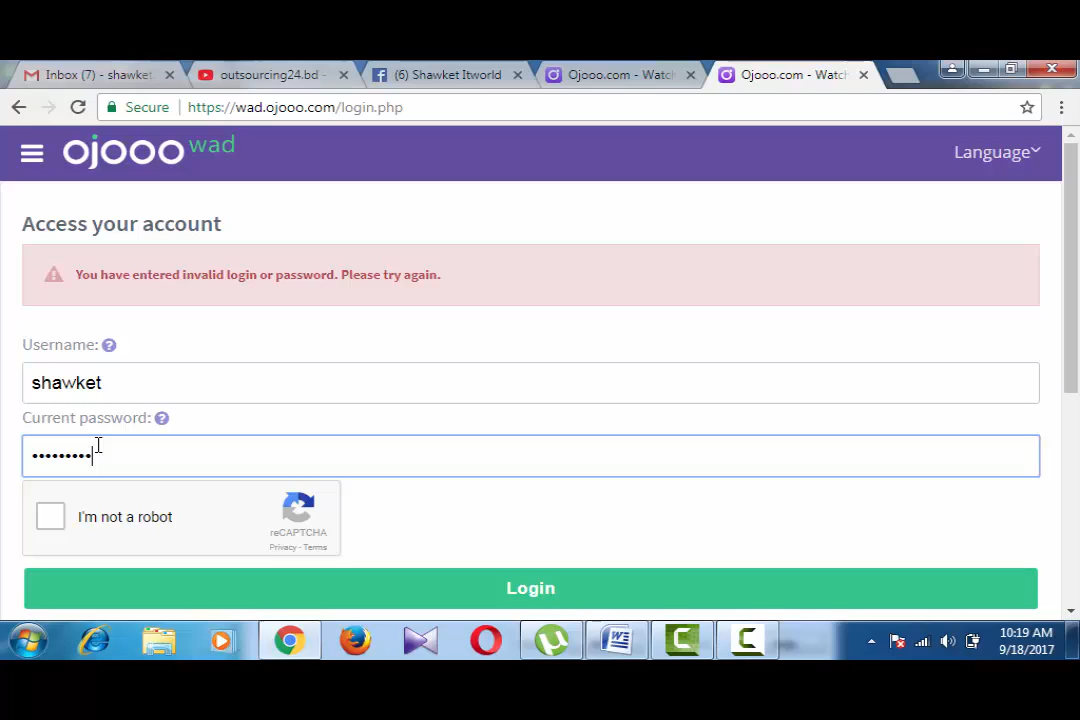 Inbox (7) - shawket.
outsourcing24.bd -
(6) Shawket Itworld
Ojooo.com - Watch
Ojooo.com - Watch
Secure
https://wad.ojooo.com/login.php
ojooo wad
Language
Access your account
You have entered invalid login or password. Please try again.
Username:
shawket
Current password:
•••••••••
I'm not a robot
reCAPTCHA
Privacy - Terms
Login
10:19 AM
9/18/2017